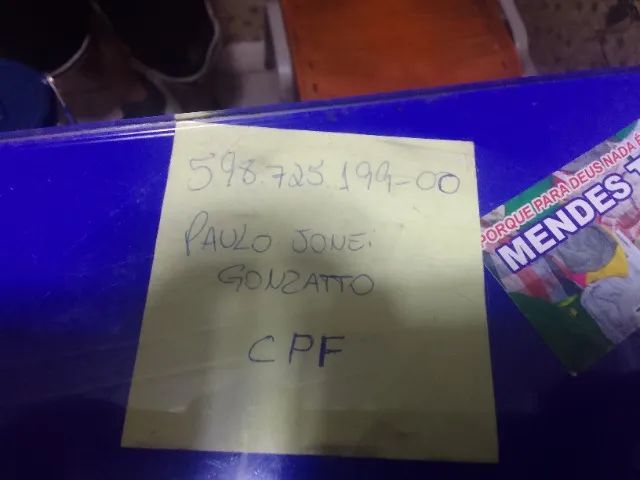 598.725.199-00
PAULO JONEI
GONZATTO
CPF
PORQUE PARA DEUS NADA É
MENDES